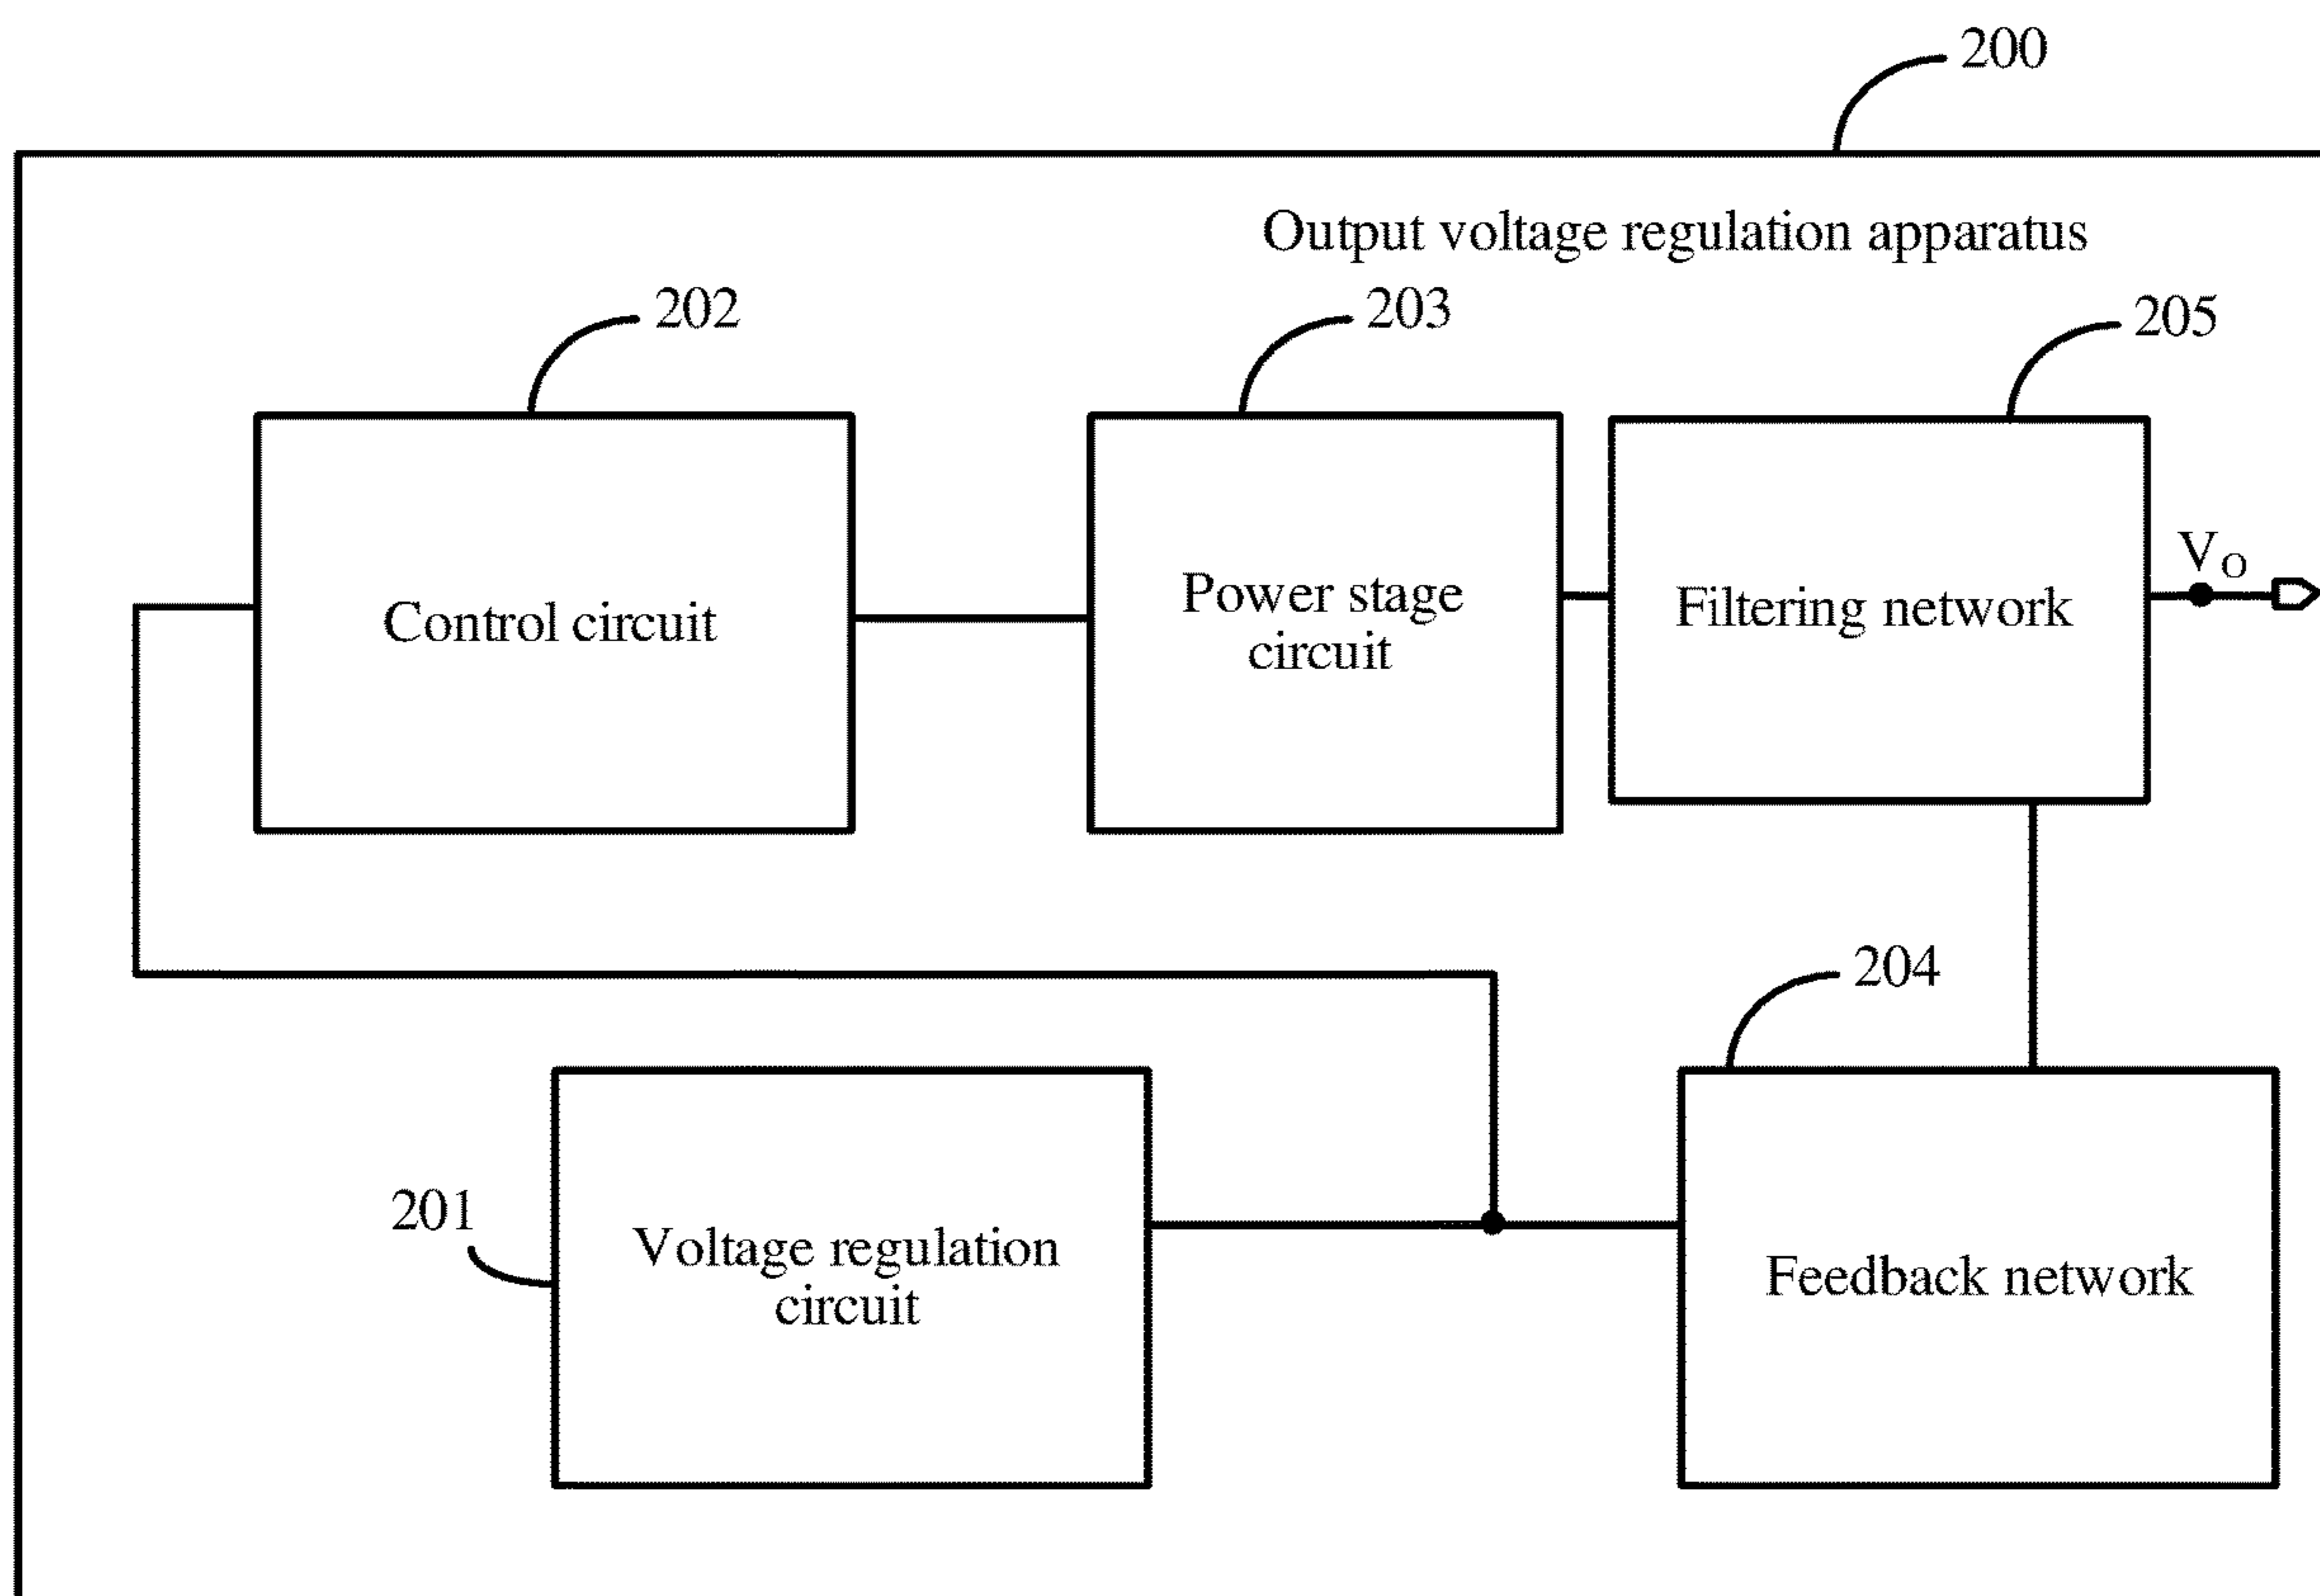 200
Output voltage regulation apparatus
202
203
205
Control circuit
Power stage
circuit
Filtering network
VO
204
201
Voltage regulation
circuit
Feedback network